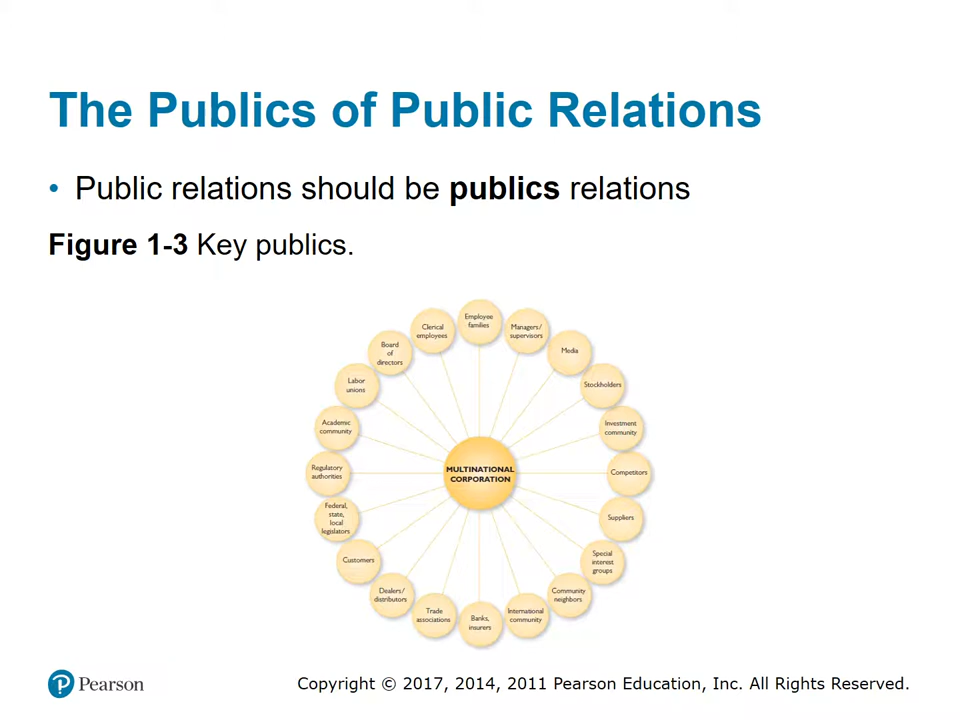 The Publics of Public Relations
• Public relations should be publics relations
Figure 1-3 Key publics.
Employee
families
Managers/
supervisors
Media
Stockholders
Investment
community
Competitors
Suppliers
Special
interest
groups
Community
neighbors
International
community
Banks,
insurers
Trade
associations
Dealers/
distributors
Customers
Federal,
state,
local
legislators
Regulatory
authorities
Academic
community
Labor
unions
Board
of
directors
Clerical
employees
MULTINATIONAL
CORPORATION
Pearson
Copyright © 2017, 2014, 2011 Pearson Education, Inc. All Rights Reserved.